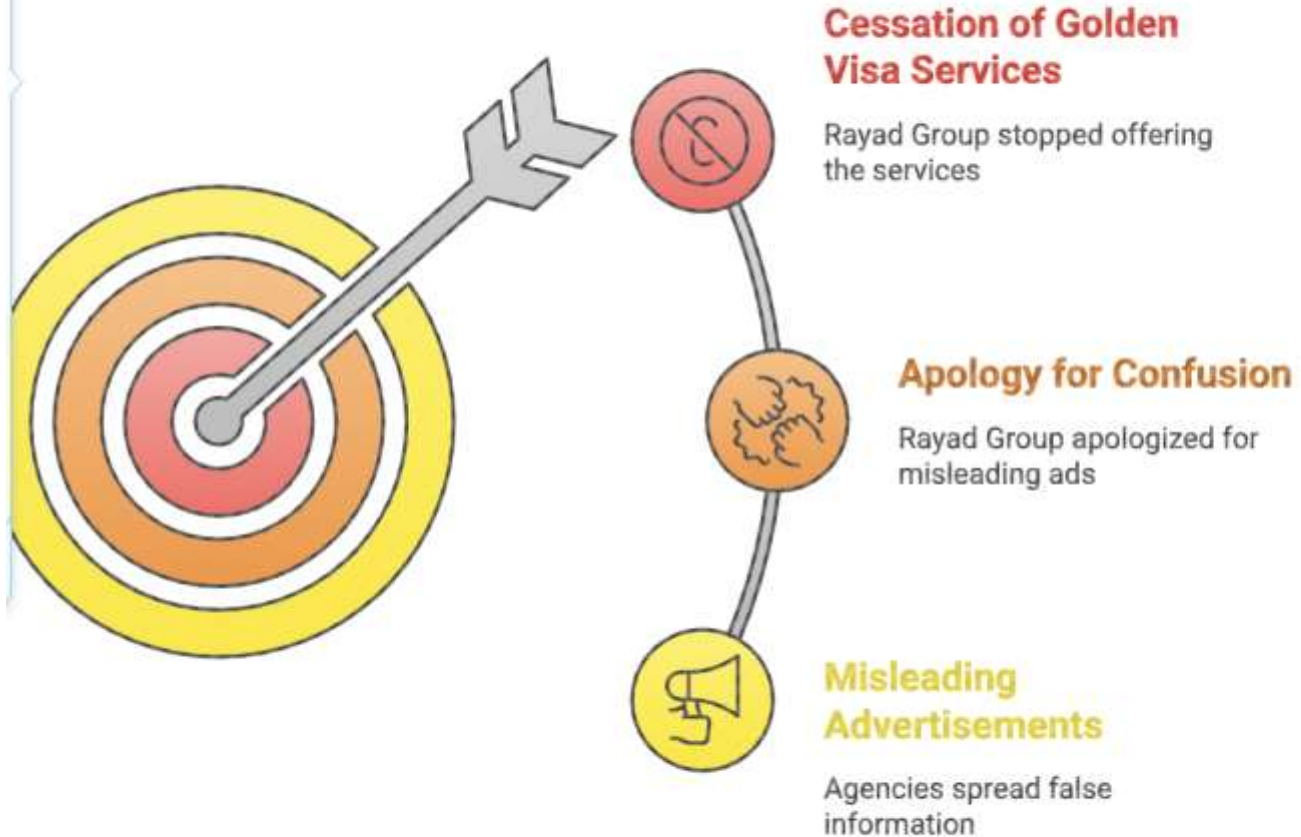 Cessation of Golden
Visa Services
Rayad Group stopped offering
the services
Apology for Confusion
Rayad Group apologized for
misleading ads
Misleading
Advertisements
Agencies spread false
information